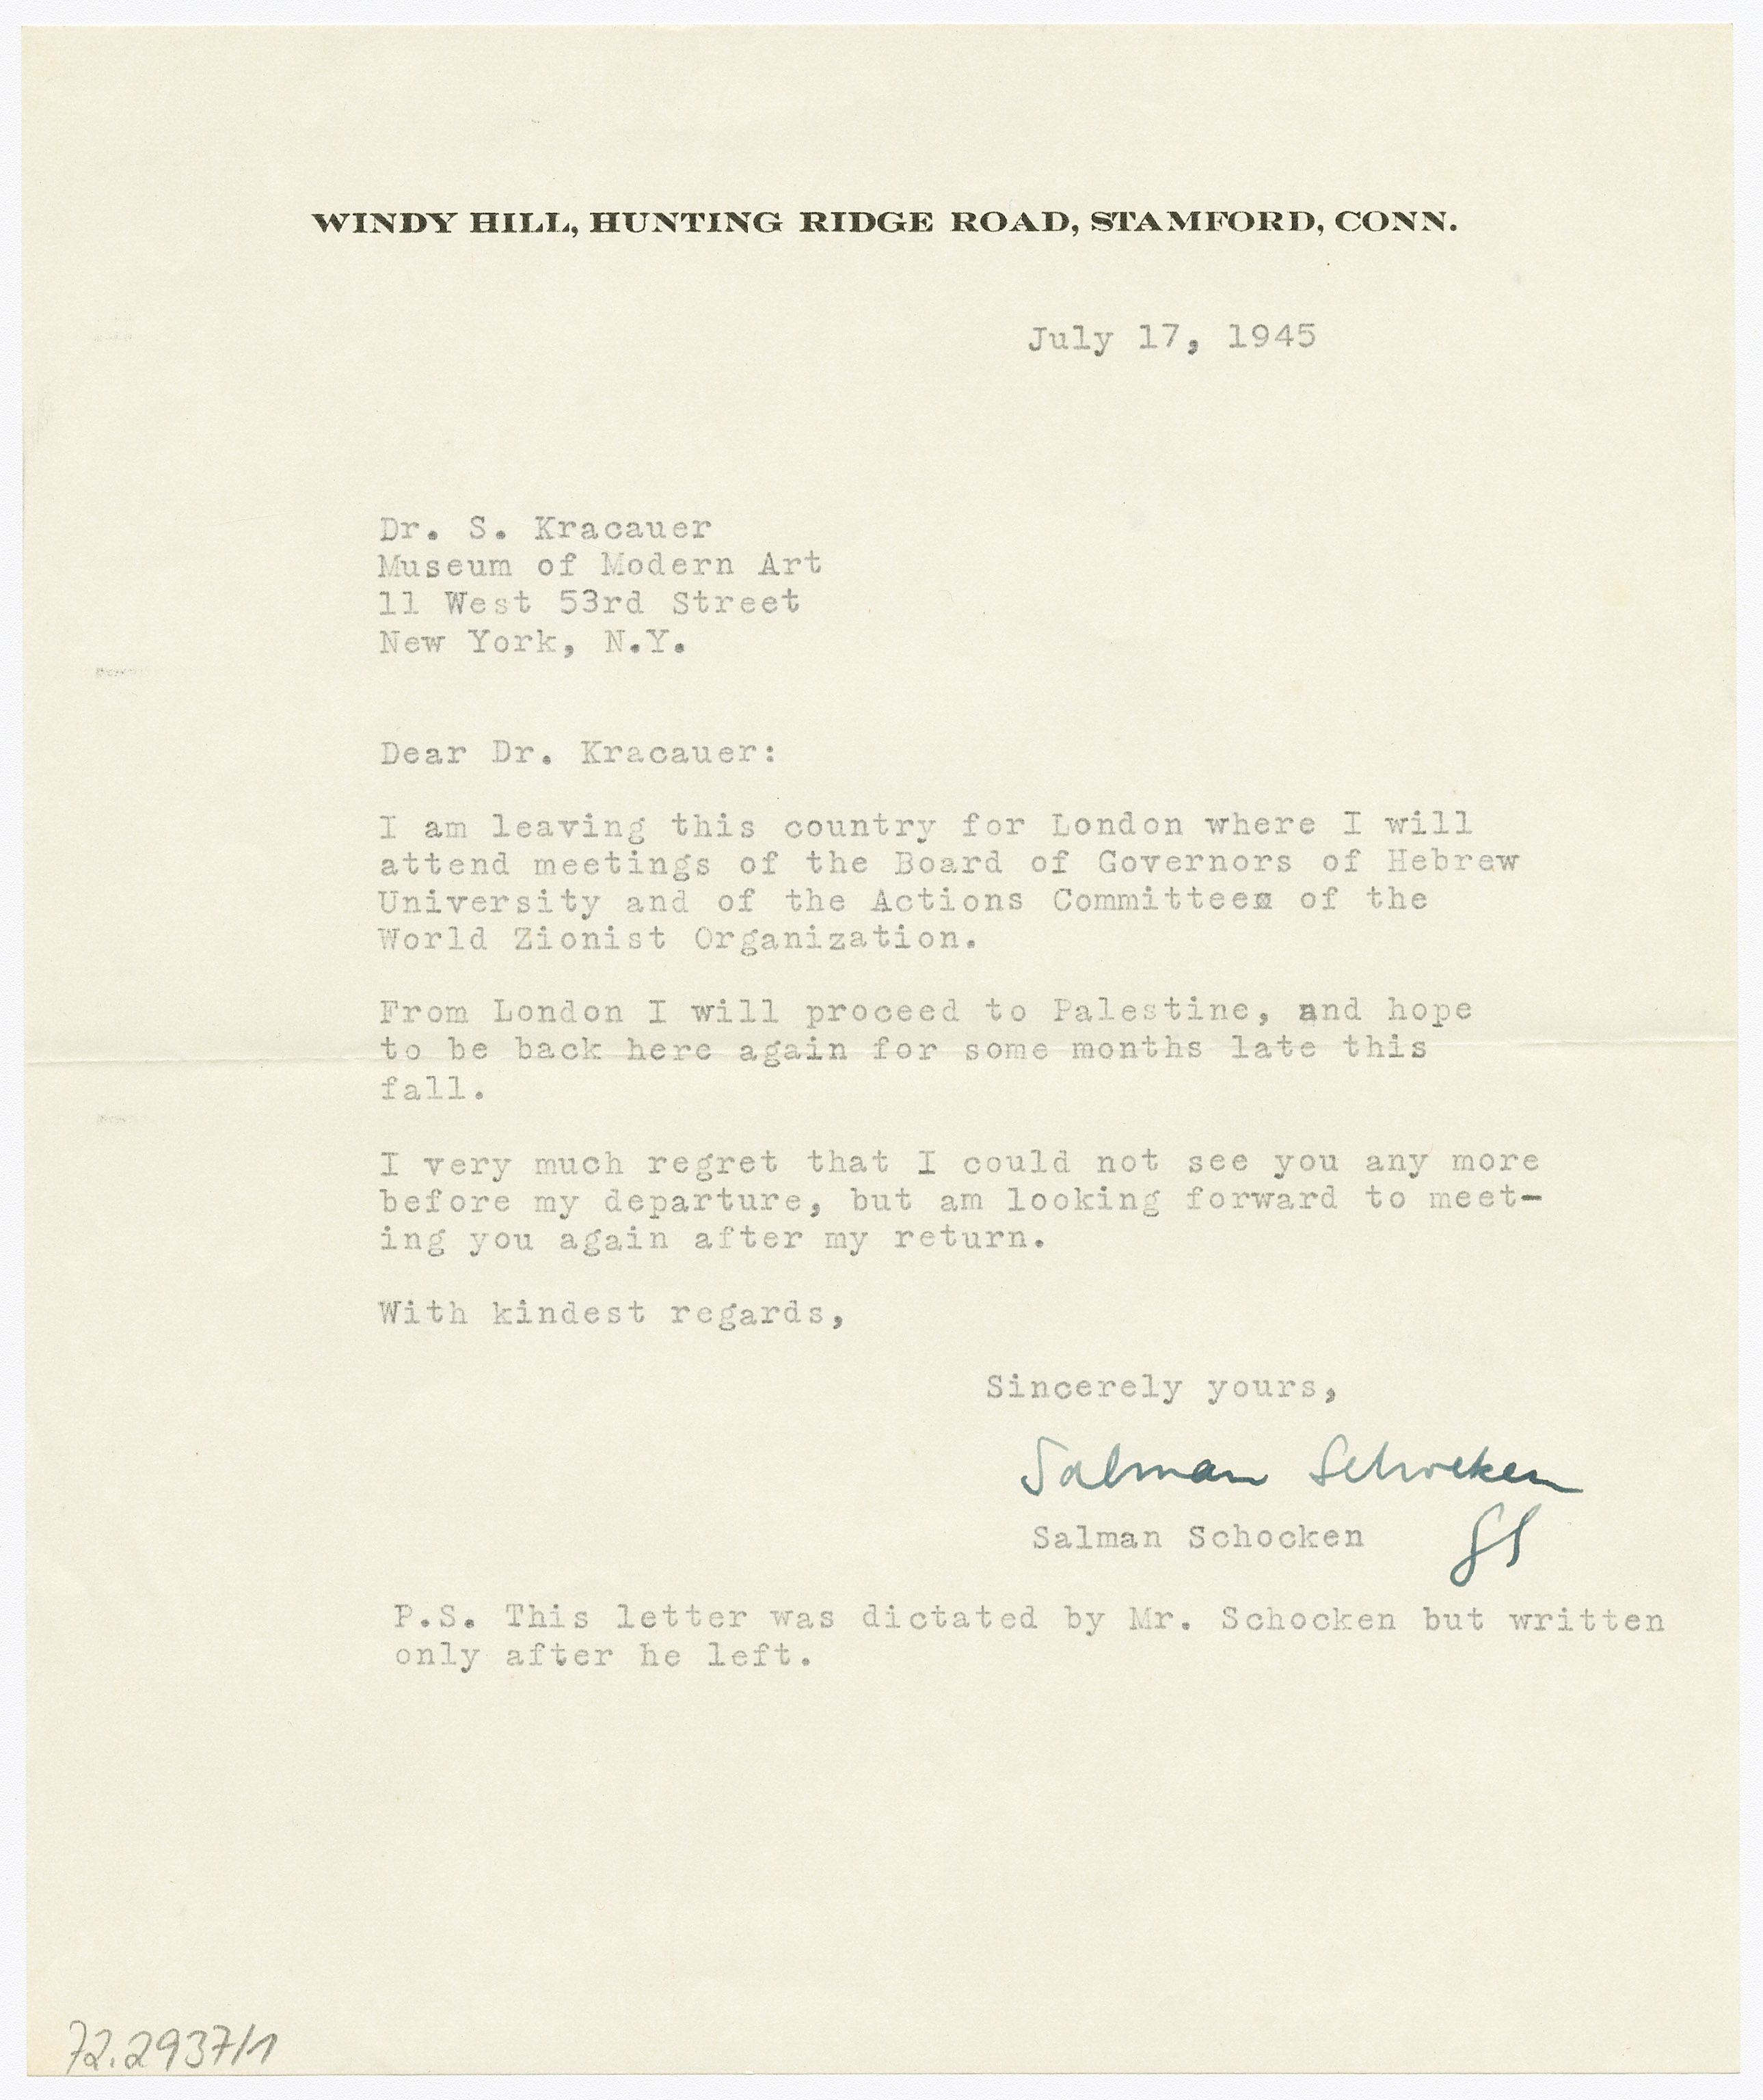 WINDY HILL, HUNTING RIDGE ROAD, STAMFORD, CONN.
July 17, 1945
Dr. S. Kracauer
Museum of Modern Art
11 West 53rd Street
New York, N.Y.
Dear Dr. Kracauer:
I am leaving this country for London where I will
attend meetings of the Board of Governors of Hebrew
University and of the Actions Committee of the
World Zionist Organization.
From London I will proceed to Palestine, and hope
to be back here again for some months late this
fall.
I very much regret that I could not see you any more
before my departure, but am looking forward to meet-
ing you again after my return.
With kindest regards,
Sincerely yours,
Salman Schocken
Salman Schocken
P.S. This letter was dictated by Mr. Schocken but written
only after he left.
72.2937/1